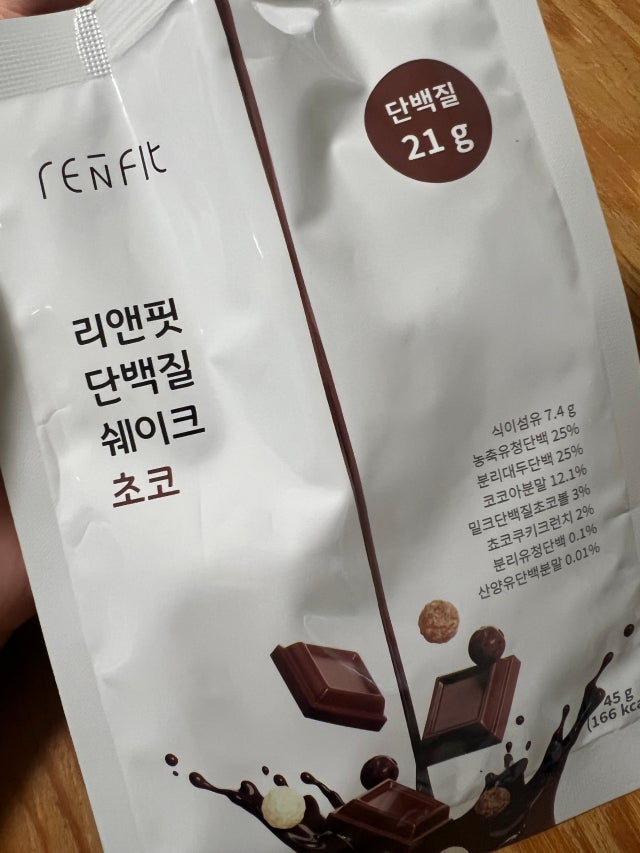 RENFIT
단백질
21 g
리앤핏
단백질
쉐이크
초코
식이섬유 7.4 g
농축유청단백 25%
분리대두단백 25%
코코아분말 12.1%
밀크단백질초코볼 3%
쵸코쿠키크런치 2%
분리유청단백 0.1%
산양유단백분말 0.01%
45 g
(166 kca